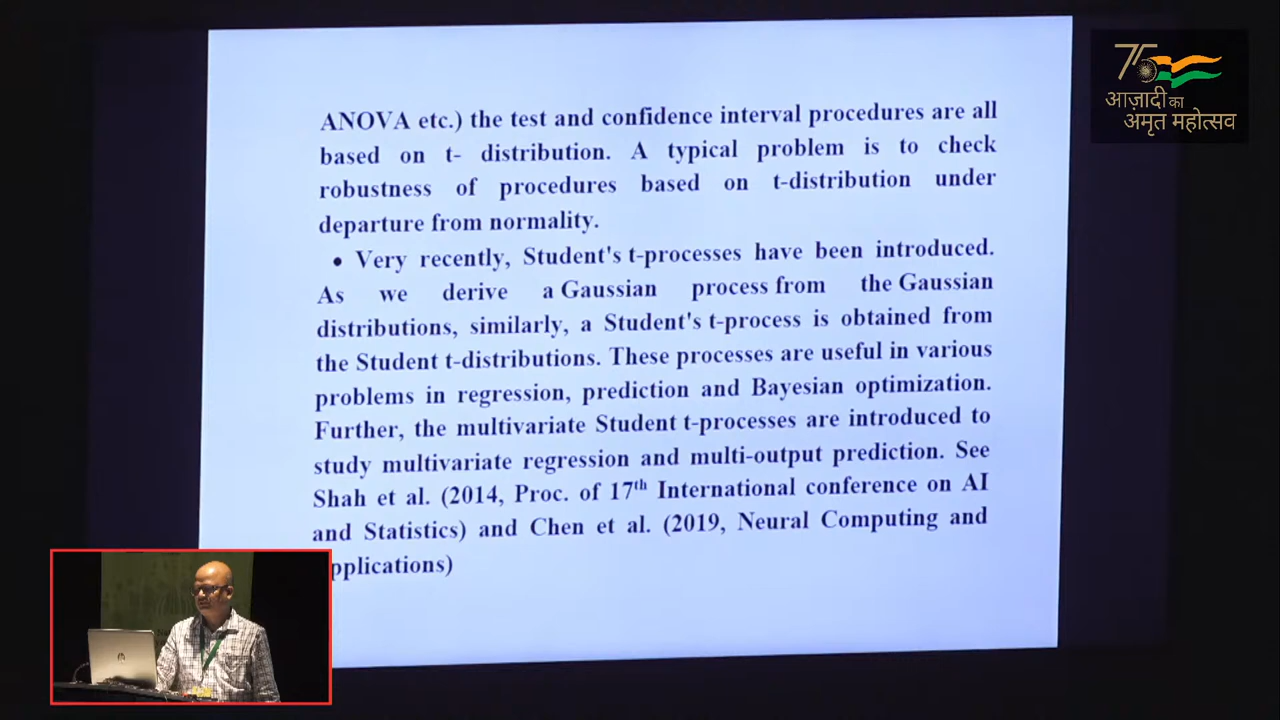 ANOVA etc.) the test and confidence interval procedures are all
based on t- distribution. A typical problem is to check
robustness of procedures based on t-distribution under
departure from normality.
• Very recently, Student's t-processes have been introduced.
As we derive a Gaussian process from the Gaussian
distributions, similarly, a Student's t-process is obtained from
the Student t-distributions. These processes are useful in various
problems in regression, prediction and Bayesian optimization.
Further, the multivariate Student t-processes are introduced to
study multivariate regression and multi-output prediction. See
Shah et al. (2014, Proc. of 17th International conference on AI
and Statistics) and Chen et al. (2019, Neural Computing and
pplications)
75
आज़ादी का
अमृत महोत्सव